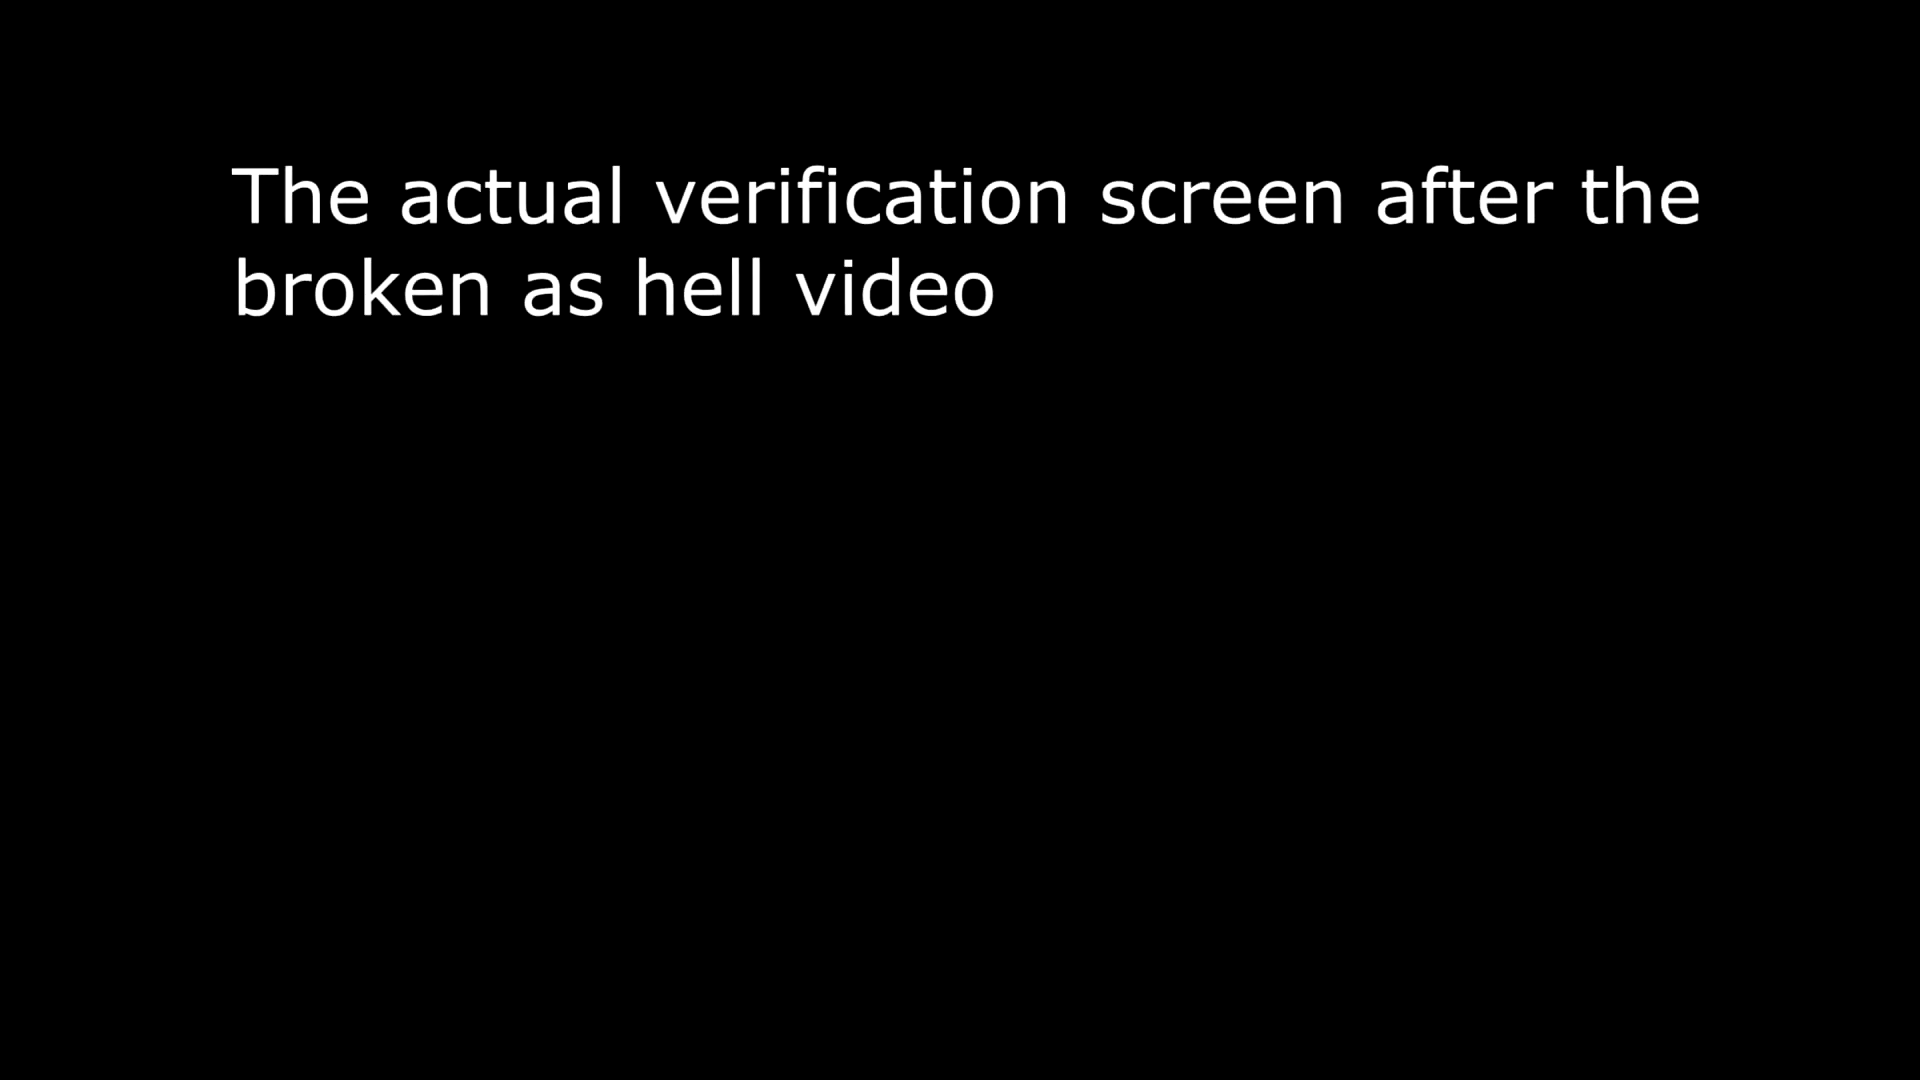 The actual verification screen after the
broken as hell video